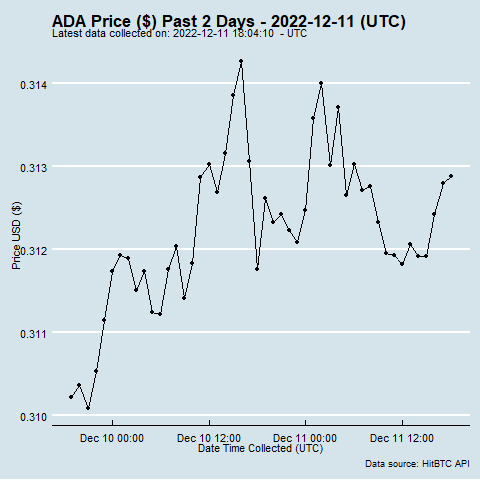 ADA Price ($) Past 2 Days - 2022-12-11 (UTC)
Latest data collected on: 2022-12-11 18:04:10  - UTC
0.314
0.313
0.312
0.311
0.310
Price USD ($)
Dec 10 00:00 Dec 10 12:00 Dec 11 00:00 Dec 11 12:00
Date Time Collected (UTC)
Data source: HitBTC API